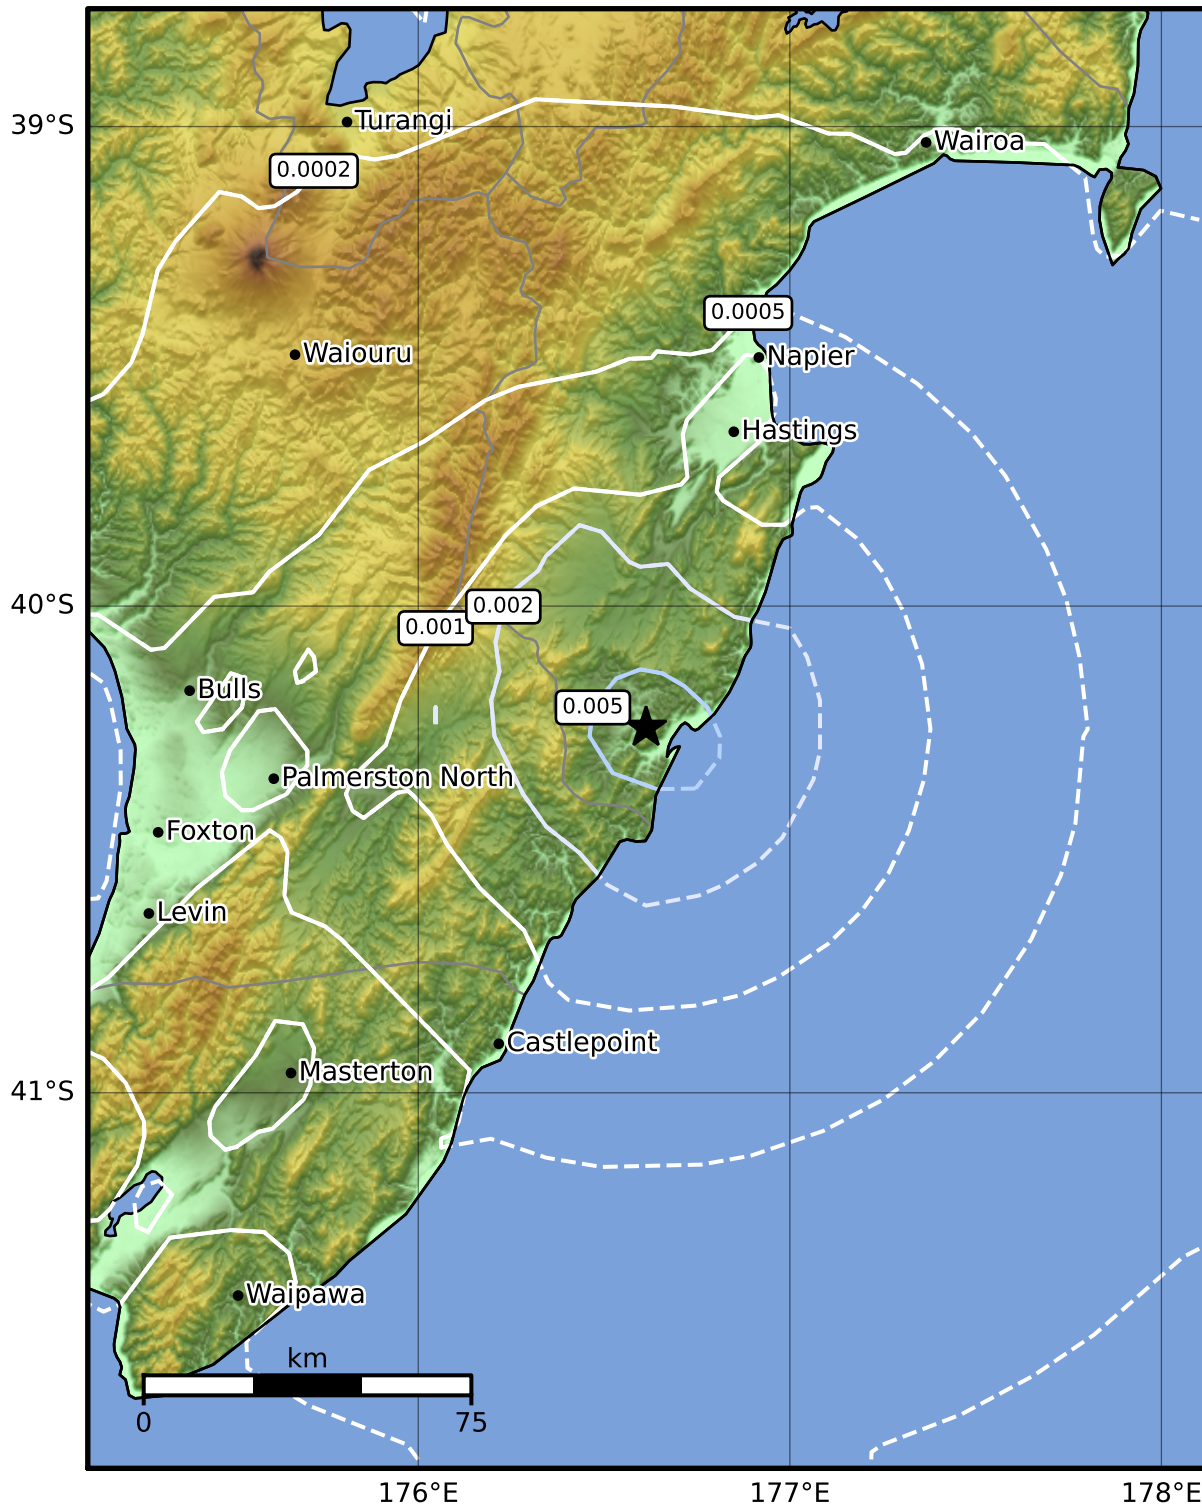 39°S
Turangi
Wairoa
0.0002
0.0005
Waiouru
Napier
Hastings
40°S
0.002
0.001
Bulls
0.005
Palmerston North
Foxton
Levin
Castlepoint
Masterton
41°S
Waipawa
km
0 75
176°E 177°E 178°E